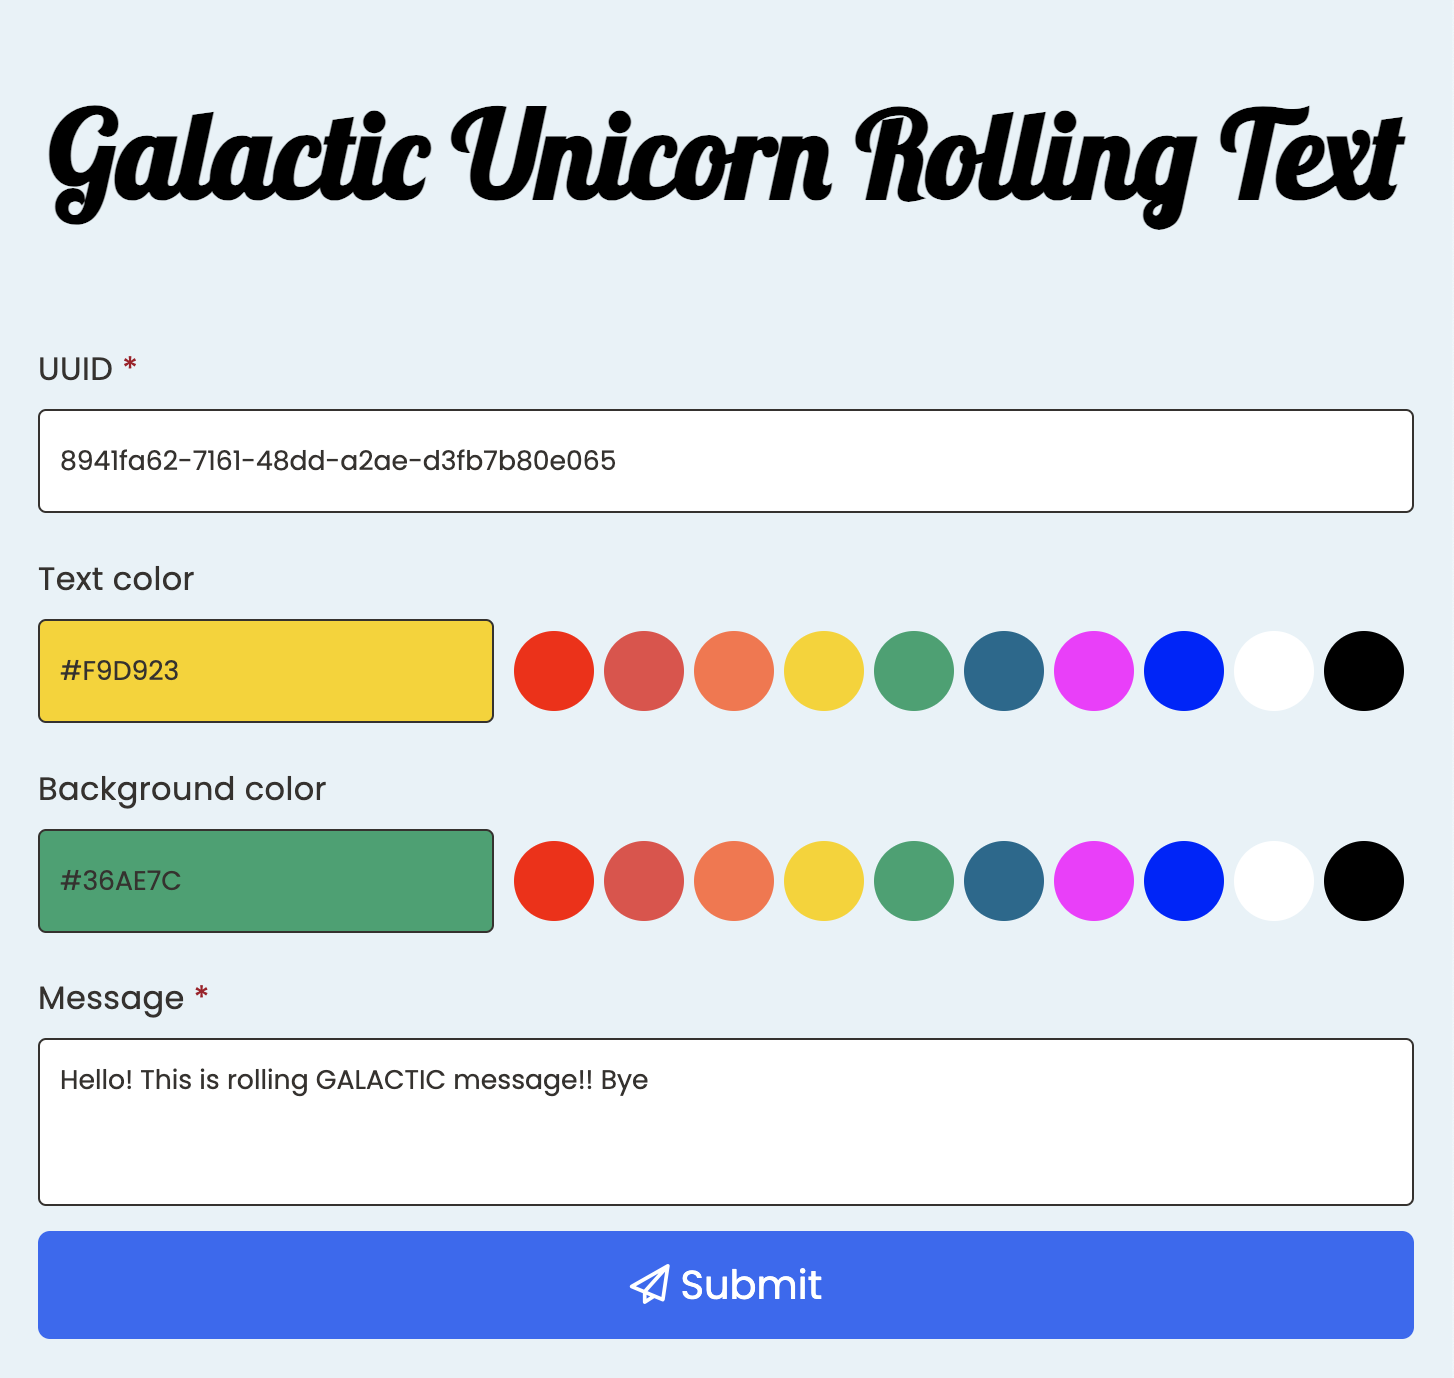 Galactic Unicorn Rolling Text
UUID *
8941fa62-7161-48dd-a2ae-d3fb7b80e065
Text color
#F9D923
Background color
#36AE7C
Message *
Hello! This is rolling GALACTIC message!! Bye
Submit